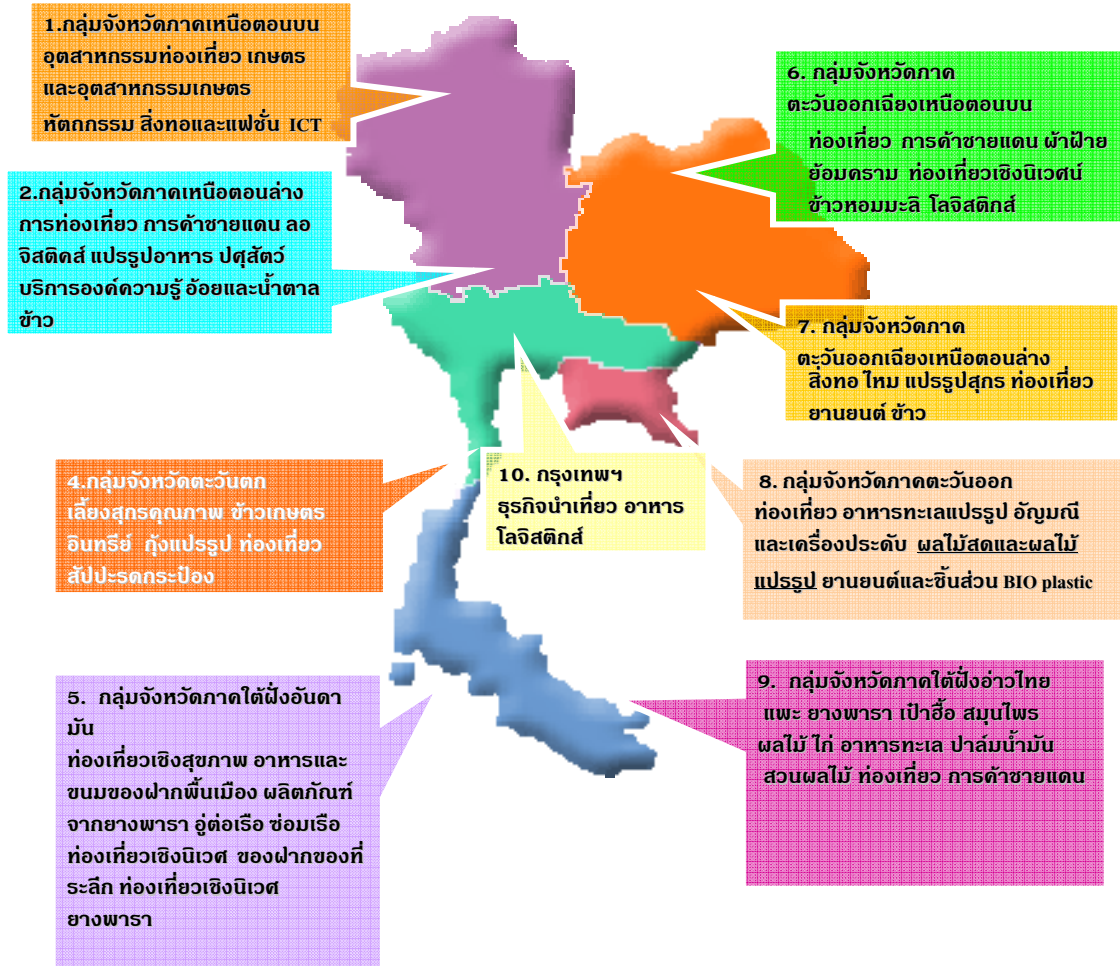 1.กลุ่มจังหวัดภาคเหนือตอนบน
อุตสาหกรรมท่องเที่ยว เกษตร
และอุตสาหกรรมเกษตร
หัตถกรรม สิ่งทอและแฟชั่น ICT
2.กลุ่มจังหวัดภาคเหนือตอนล่าง
การท่องเที่ยว การค้าชายแดน ลอ
จิสติคส์ แปรรูปอาหาร ปศุสัตว์
บริการองค์ความรู้ อ้อยและน้ำตาล
ข้าว
4.กลุ่มจังหวัดตะวันตก
เลี้ยงสุกรคุณภาพ ข้าวเกษตร
อินทรีย์ กุ้งแปรรูป ท่องเที่ยว
สัปปะรดกระป๋อง
5. กลุ่มจังหวัดภาคใต้ฝั่งอันดา
มัน
ท่องเที่ยวเชิงสุขภาพ อาหารและ
ขนมของฝากพื้นเมือง ผลิตภัณฑ์
จากยางพารา อู่ต่อเรือ ซ่อมเรือ
ท่องเที่ยวเชิงนิเวศ ของฝากของที่
ระลึก ท่องเที่ยวเชิงนิเวศ
ยางพารา
6. กลุ่มจังหวัดภาค
ตะวันออกเฉียงเหนือตอนบน
ท่องเที่ยว การค้าชายแดน ผ้าฝ้าย
ย้อมคราม ท่องเที่ยวเชิงนิเวศน์
ข้าวหอมมะลิ โลจิสติกส์
7. กลุ่มจังหวัดภาค
ตะวันออกเฉียงเหนือตอนล่าง
สิ่งทอ ไหม แปรรูปสุกร ท่องเที่ยว
ยานยนต์ ข้าว
8. กลุ่มจังหวัดภาคตะวันออก
ท่องเที่ยว อาหารทะเลแปรรูป อัญมณี
และเครื่องประดับ ผลไม้สดและผลไม้
แปรรูป ยานยนต์และชิ้นส่วน BIO plastic
9. กลุ่มจังหวัดภาคใต้ฝั่งอ่าวไทย
แพะ ยางพารา เป๋าฮื้อ สมุนไพร
ผลไม้ ไก่ อาหารทะเล ปาล์มน้ำมัน
สวนผลไม้ ท่องเที่ยว การค้าชายแดน
10. กรุงเทพฯ
ธุรกิจนำเที่ยว อาหาร
โลจิสติกส์